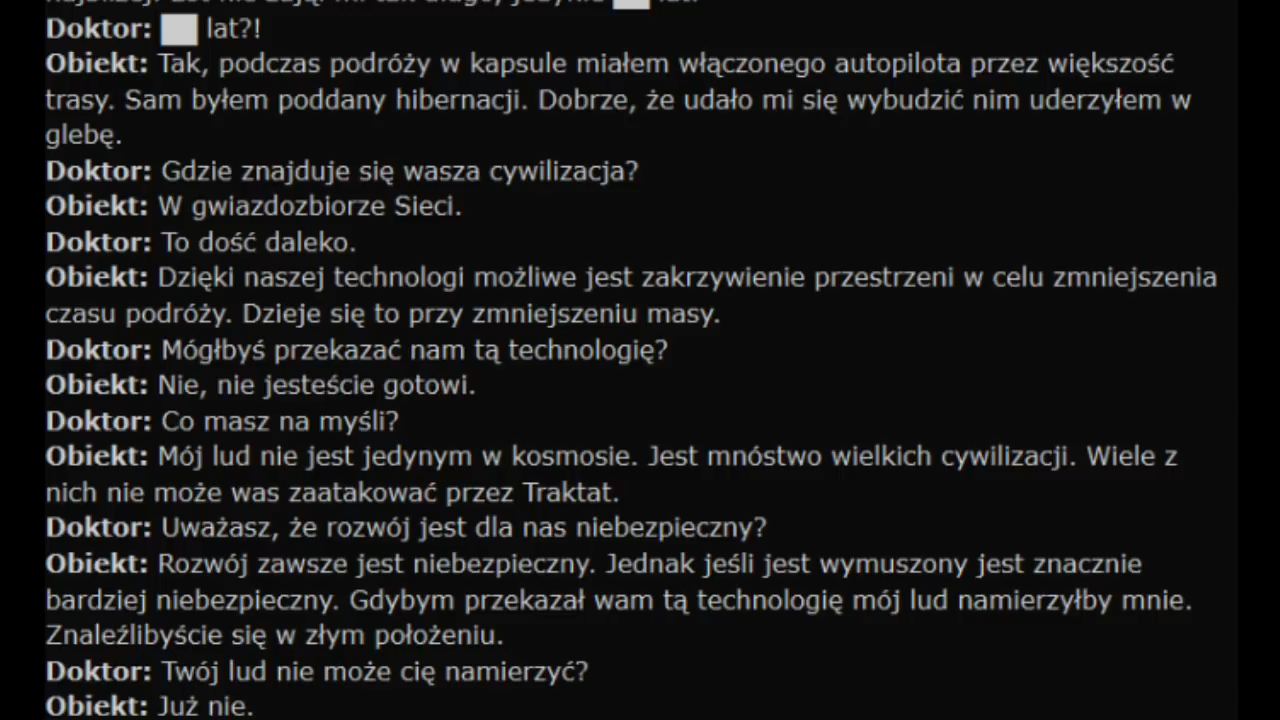 Doktor: ██ lat?!
Obiekt: Tak, podczas podróży w kapsule miałem włączonego autopilota przez większość
trasy. Sam byłem poddany hibernacji. Dobrze, że udało mi się wybudzić nim uderzyłem w
glebę.
Doktor: Gdzie znajduje się wasza cywilizacja?
Obiekt: W gwiazdozbiorze Sieci.
Doktor: To dość daleko.
Obiekt: Dzięki naszej technologi możliwe jest zakrzywienie przestrzeni w celu zmniejszenia
czasu podróży. Dzieje się to przy zmniejszeniu masy.
Doktor: Mógłbyś przekazać nam tą technologię?
Obiekt: Nie, nie jesteście gotowi.
Doktor: Co masz na myśli?
Obiekt: Mój lud nie jest jedynym w kosmosie. Jest mnóstwo wielkich cywilizacji. Wiele z
nich nie może was zaatakować przez Traktat.
Doktor: Uważasz, że rozwój jest dla nas niebezpieczny?
Obiekt: Rozwój zawsze jest niebezpieczny. Jednak jeśli jest wymuszony jest znacznie
bardziej niebezpieczny. Gdybym przekazał wam tą technologię mój lud namierzyłby mnie.
Znaleźlibyście się w złym położeniu.
Doktor: Twój lud nie może cię namierzyć?
Obiekt: Już nie.